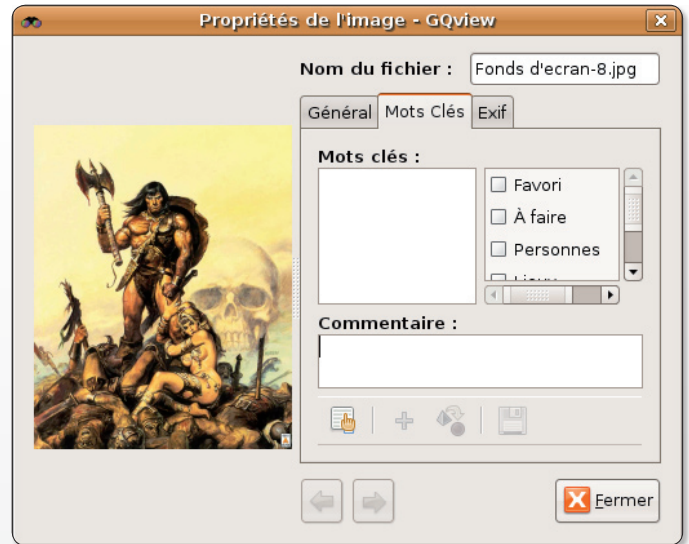 Propriétés de l'image - GQview
Nom du fichier : Fonds d'ecran-8.jpg
Général Mots Clés Exif
Mots clés :
Favori
À faire
Personnes
Commentaire :
Fermer